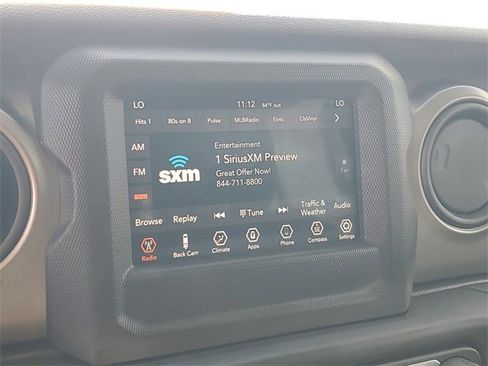 LO 11:12 84°F out LO
Hits 1 80s on 8 Pulse MLBRadio Elvis ClsVinyl
AM
FM
sxm
sxm
Entertainment
1 SiriusXM Preview
Great Offer Now!
844-711-8800
Fav
Browse Replay Tune Traffic & Weather Audio
Radio Back Cam Climate Apps Phone SE Compass Settings